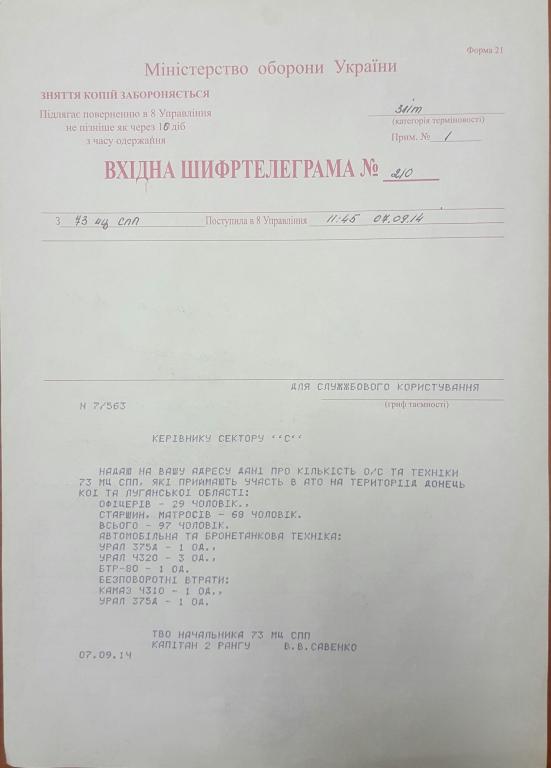 Форма 21
Міністерство оборони України
ЗНЯТТЯ КОПІЙ ЗАБОРОНЯЄТЬСЯ
Підлягає поверненню в 8 Управління
не пізніше як через 10 діб
з часу одержання
(категорія терміновості)
Прим. № 1
ВХІДНА ШИФРТЕЛЕГРАМА № 210
З 73 мц СПП Поступила в 8 Управління 11:45 07.09.14
ДЛЯ СЛУЖЖБОВОГО КОРИСТУВАННЯ
(гриф таємності)
N 7/563
КЕРІВНИКУ СЕКТОРУ ‘‘С‘‘
НАДАЮ НА ВАШУ АДРЕСУ ДАНІ ПРО КІЛЬКІСТЬ О/С ТА ТЕХНІКИ
73 МЦ СПП, ЯКІ ПРИЙМАЮТЬ УЧАСТЬ В АТО НА ТЕРИТОРІІД ДОНЕЦЬ
КОІ ТА ЛУГАНСЬКОІ ОБЛАСТІ:
ОФІЦЕРІВ - 29 ЧОЛОВІК.,
СТАРШИН, МАТРОСІВ - 68 ЧОЛОВІК.
ВСЬОГО - 97 ЧОЛОВІК.
АВТОМОБІЛЬНА ТА БРОНЕТАНКОВА ТЕХНІКА:
УРАЛ 375Д - 1 ОД.,
УРАЛ 4320 - 3 ОД.,
БТР-80 - 1 ОД.
БЕЗПОВОРОТНІ ВТРАТИ:
КАМАЗ 4310 - 1 ОД.,
УРАЛ 375Д - 1 ОД.
ТВО НАЧАЛЬНИКА 73 МЦ СПП
КАПІТАН 2 РАНГУ В.В.САВЕНКО
07.09.14